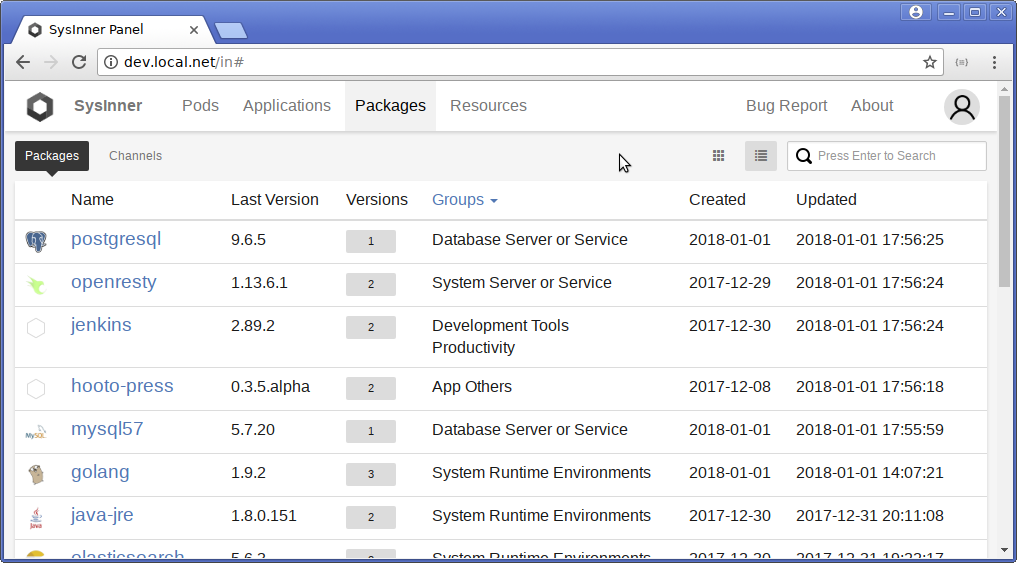 SysInner Panel
dev.local.net/in#
SysInner Pods Applications Packages Resources Bug Report About
Packages Channels Press Enter to Search
Name Last Version Versions Groups Created Updated
postgresql 9.6.5 1 Database Server or Service 2018-01-01 2018-01-01 17:56:25
openresty 1.13.6.1 2 System Server or Service 2017-12-29 2018-01-01 17:56:24
jenkins 2.89.2 2 Development Tools 2017-12-30 2018-01-01 17:56:24
Productivity
hooto-press 0.3.5.alpha 2 App Others 2017-12-08 2018-01-01 17:56:18
MySQL mysql57 5.7.20 1 Database Server or Service 2018-01-01 2018-01-01 17:55:59
golang 1.9.2 3 System Runtime Environments 2018-01-01 2018-01-01 14:07:21
Java java-jre 1.8.0.151 2 System Runtime Environments 2017-12-30 2017-12-31 20:11:08
elasticsearch System Runtime Environments 2017-12-30